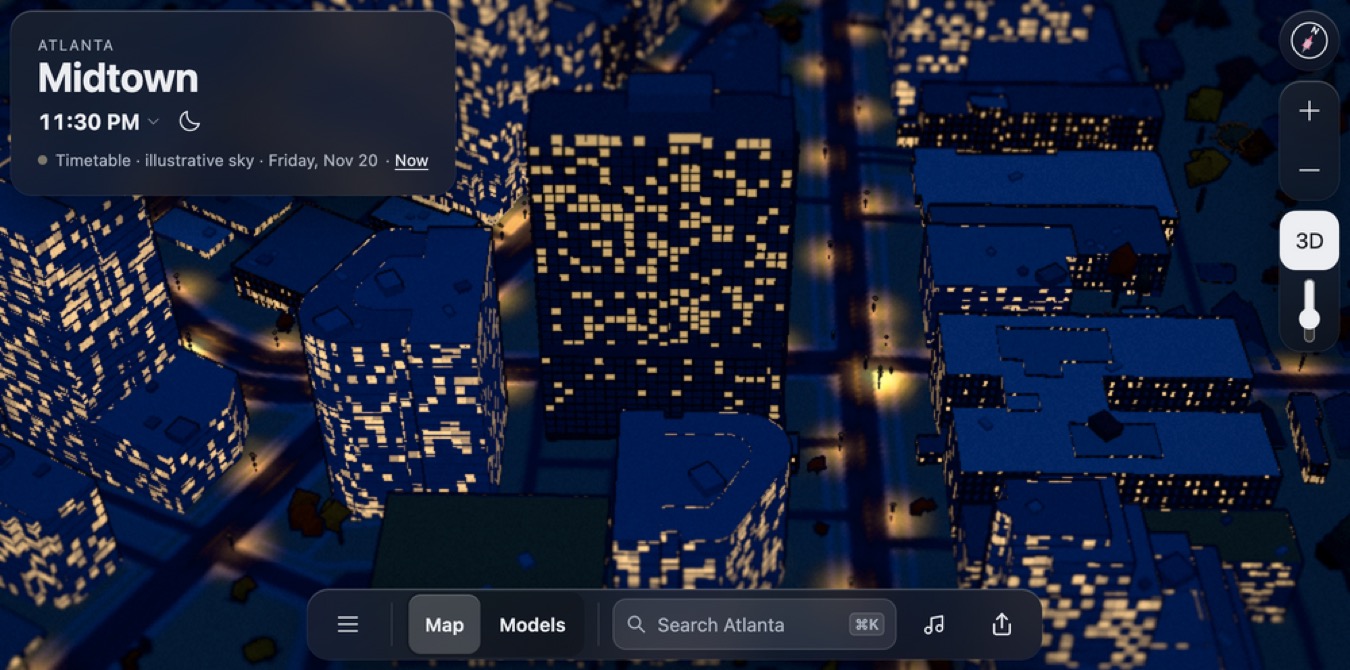 ATLANTA
Midtown
11:30 PM
Timetable · illustrative sky · Friday, Nov 20 · Now
N
3D
Map Models Search Atlanta ⌘K